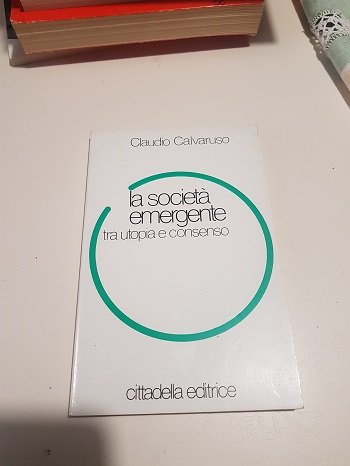 Claudio Calvaruso
la società
emergente
tra utopia e consenso
cittadella editrice